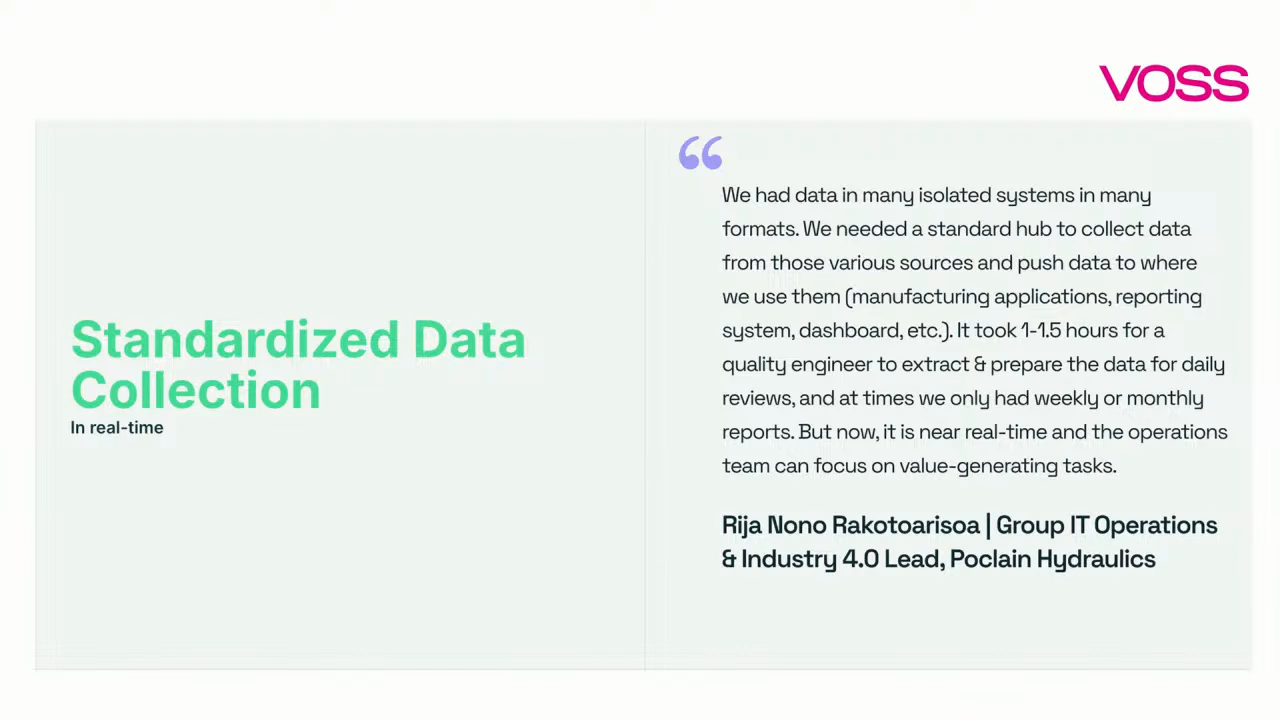 VOSS
Standardized Data
Collection
In real-time
“
We had data in many isolated systems in many
formats. We needed a standard hub to collect data
from those various sources and push data to where
we use them (manufacturing applications, reporting
system, dashboard, etc.). It took 1-1.5 hours for a
quality engineer to extract & prepare the data for daily
reviews, and at times we only had weekly or monthly
reports. But now, it is near real-time and the operations
team can focus on value-generating tasks.
Rija Nono Rakotoarisoa | Group IT Operations
& Industry 4.0 Lead, Poclain Hydraulics